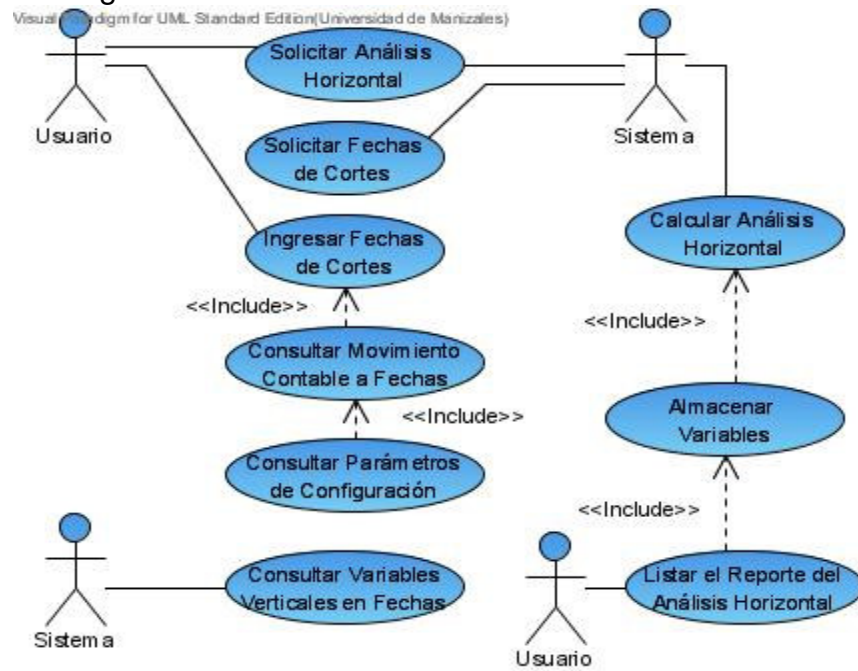 Visual Paradigm for UML Standard Edition(Universidad de Manizales)
Solicitar Análisis
Horizontal
Usuario
Sistema
Solicitar Fechas
de Cortes
Ingresar Fechas
de Cortes
Calcular Análisis
Horizontal
<<Include>>
<<Include>>
Consultar Movimiento
Contable a Fechas
<<Include>>
Almacenar
Variables
Consultar Parámetros
de Configuración
<<Include>>
Consultar Variables
Verticales en Fechas
Listar el Reporte del
Análisis Horizontal
Sistema
Usuario